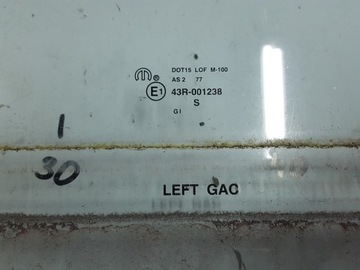 DOT15 LOF M-100
AS 2 77
E1 43R-001238
S
G I
1
30
LEFT GAC